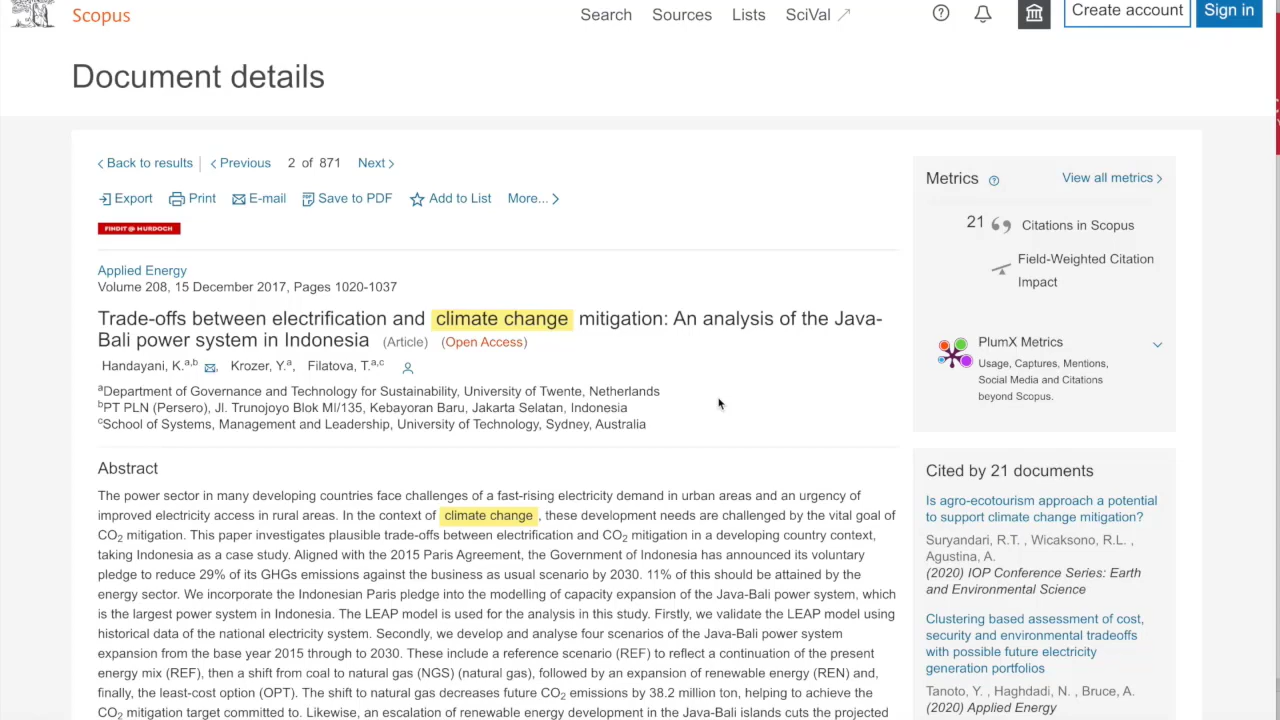 Scopus
Search Sources Lists SciVal ↗
Create account
Sign in
Document details
Back to results
Previous 2 of 871 Next
Export Print E-mail Save to PDF Add to List More...
FINDIT @ MURDOCH
Applied Energy
Volume 208, 15 December 2017, Pages 1020-1037
Trade-offs between electrification and climate change mitigation: An analysis of the Java-
Bali power system in Indonesia (Article) (Open Access)
Handayani, K.a,b, Krozer, Y.a, Filatova, T.a,c
aDepartment of Governance and Technology for Sustainability, University of Twente, Netherlands
bPT PLN (Persero), Jl. Trunojoyo Blok MI/135, Kebayoran Baru, Jakarta Selatan, Indonesia
cSchool of Systems, Management and Leadership, University of Technology, Sydney, Australia
Abstract
The power sector in many developing countries face challenges of a fast-rising electricity demand in urban areas and an urgency of
improved electricity access in rural areas. In the context of climate change, these development needs are challenged by the vital goal of
CO2 mitigation. This paper investigates plausible trade-offs between electrification and CO2 mitigation in a developing country context,
taking Indonesia as a case study. Aligned with the 2015 Paris Agreement, the Government of Indonesia has announced its voluntary
pledge to reduce 29% of its GHGs emissions against the business as usual scenario by 2030. 11% of this should be attained by the
energy sector. We incorporate the Indonesian Paris pledge into the modelling of capacity expansion of the Java-Bali power system, which
is the largest power system in Indonesia. The LEAP model is used for the analysis in this study. Firstly, we validate the LEAP model using
historical data of the national electricity system. Secondly, we develop and analyse four scenarios of the Java-Bali power system
expansion from the base year 2015 through to 2030. These include a reference scenario (REF) to reflect a continuation of the present
energy mix (REF), then a shift from coal to natural gas (NGS) (natural gas), followed by an expansion of renewable energy (REN) and,
finally, the least-cost option (OPT). The shift to natural gas decreases future CO2 emissions by 38.2 million ton, helping to achieve the
CO2 mitigation target committed to. Likewise, an escalation of renewable energy development in the Java-Bali islands cuts the projected
Metrics
View all metrics
21 Citations in Scopus
Field-Weighted Citation
Impact
PlumX Metrics
Usage, Captures, Mentions,
Social Media and Citations
beyond Scopus.
Cited by 21 documents
Is agro-ecotourism approach a potential
to support climate change mitigation?
Suryandari, R.T. , Wicaksono, R.L. ,
Agustina, A.
(2020) IOP Conference Series: Earth
and Environmental Science
Clustering based assessment of cost,
security and environmental tradeoffs
with possible future electricity
generation portfolios
Tanoto, Y. , Haghdadi, N. , Bruce, A.
(2020) Applied Energy